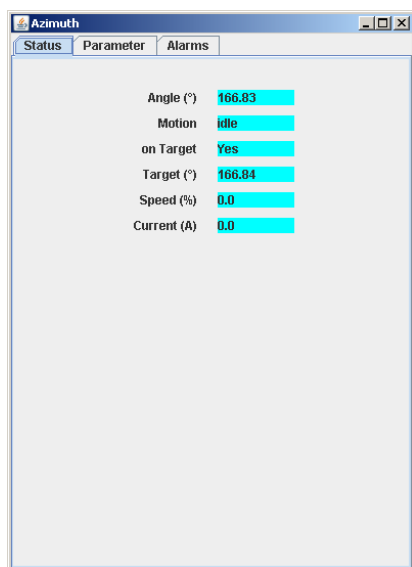 Azimuth
Status Parameter Alarms
Angle (°) 166.83
Motion idle
on Target Yes
Target (°) 166.84
Speed (%) 0.0
Current (A) 0.0